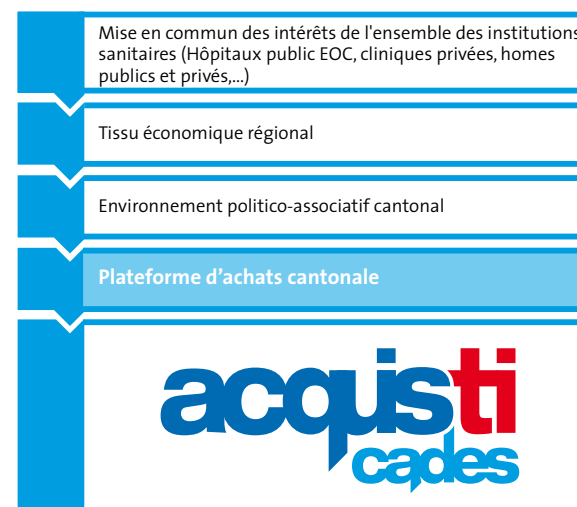 Mise en commun des intérêts de l'ensemble des institutions
sanitaires (Hôpitaux public EOC, cliniques privées, homes
publics et privés,...)
Tissu économique régional
Environnement politico-associatif cantonal
Plateforme d'achats cantonale
acquisti
cades